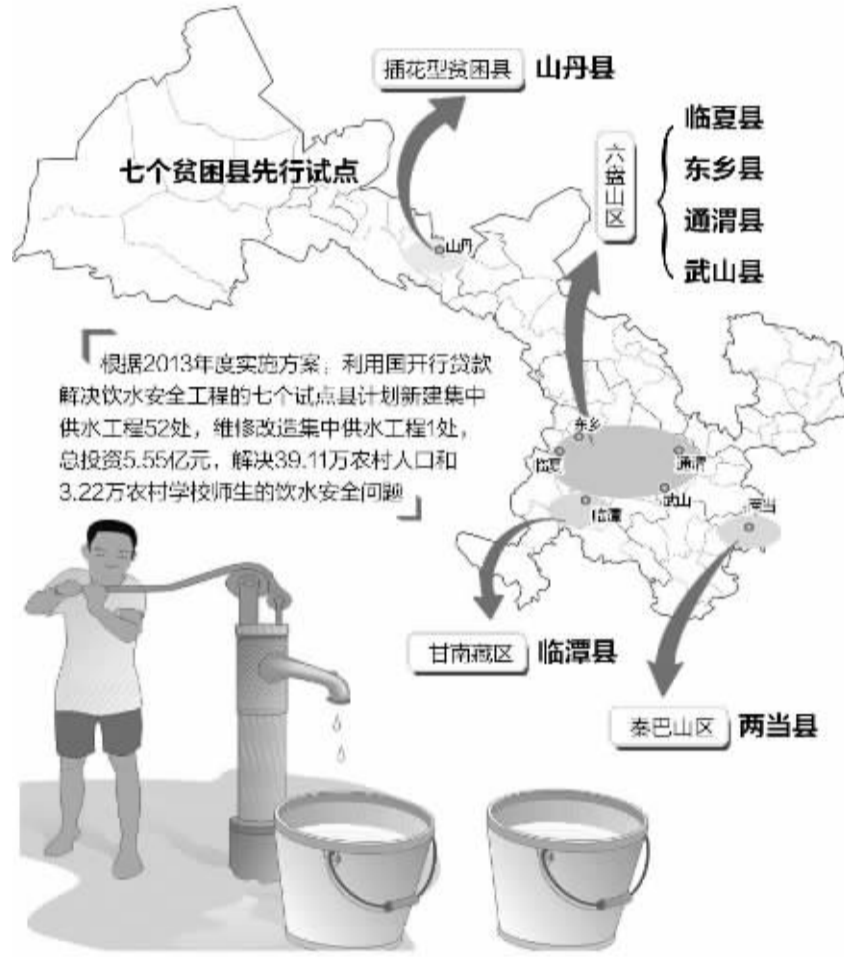 插花型贫困县 山丹县
七个贫困县先行试点
六盘山区
临夏县
东乡县
通渭县
武山县
山丹
根据2013年度实施方案，利用国开行贷款
解决饮水安全工程的七个试点县计划新建集中
供水工程52处，维修改造集中供水工程1处，
总投资5.55亿元，解决39.11万农村人口和
3.22万农村学校师生的饮水安全问题
东乡
临夏
通渭
武山
临潭
两当
甘南藏区 临潭县
秦巴山区 两当县